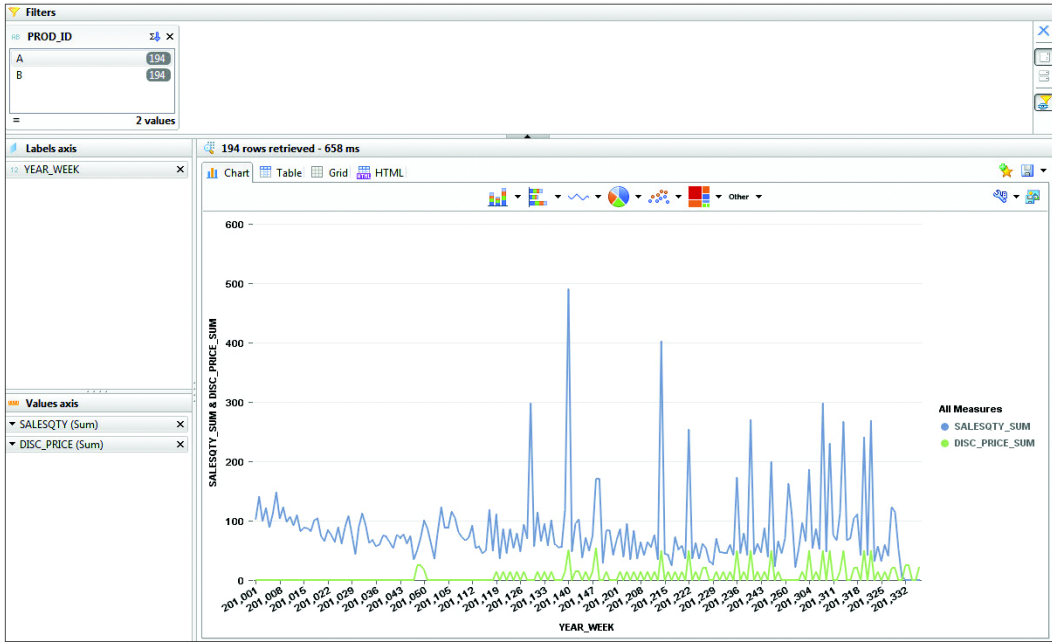 Filters
AB PROD_ID
A 194
B 194
= 2 values
Labels axis
12 YEAR_WEEK
194 rows retrieved - 658 ms
Chart Table Grid HTML
Other
600
500
400
300
200
100
0
SALESQTY_SUM & DISC_PRICE_SUM
201,001 201,008 201,015 201,022 201,029 201,036 201,043 201,050 201,105 201,112 201,119 201,126 201,133 201,140 201,147 201,201 201,208 201,215 201,222 201,229 201,236 201,243 201,250 201,304 201,311 201,318 201,325 201,332
YEAR_WEEK
All Measures
SALESQTY_SUM
DISC_PRICE_SUM
Values axis
SALESQTY (Sum)
DISC_PRICE (Sum)